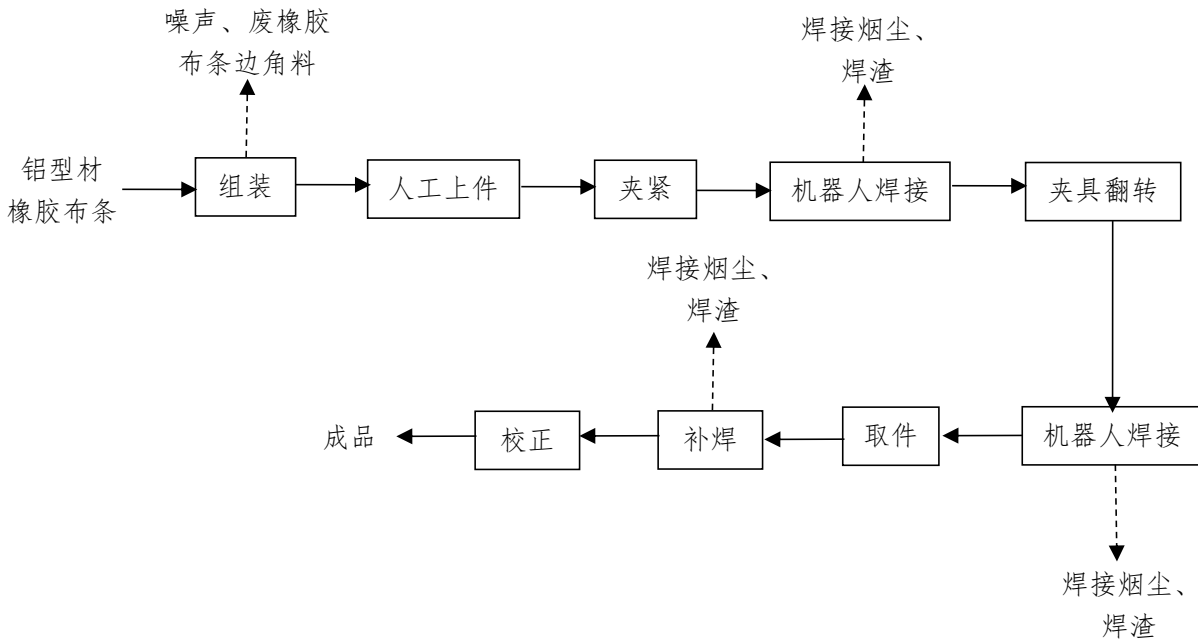 噪声、废橡胶
布条边角料
焊接烟尘、
焊渣
铝型材
橡胶布条
组装
人工上件
夹紧
机器人焊接
夹具翻转
焊接烟尘、
焊渣
成品
校正
补焊
取件
机器人焊接
焊接烟尘、
焊渣